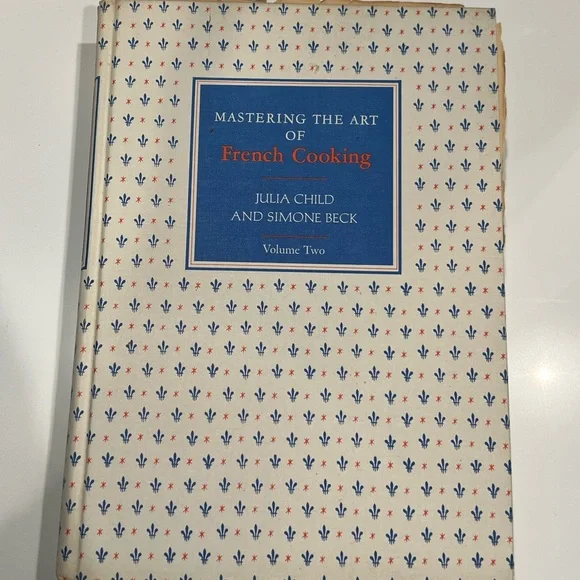 MASTERING THE ART
OF
French Cooking
JULIA CHILD
AND SIMONE BECK
Volume Two